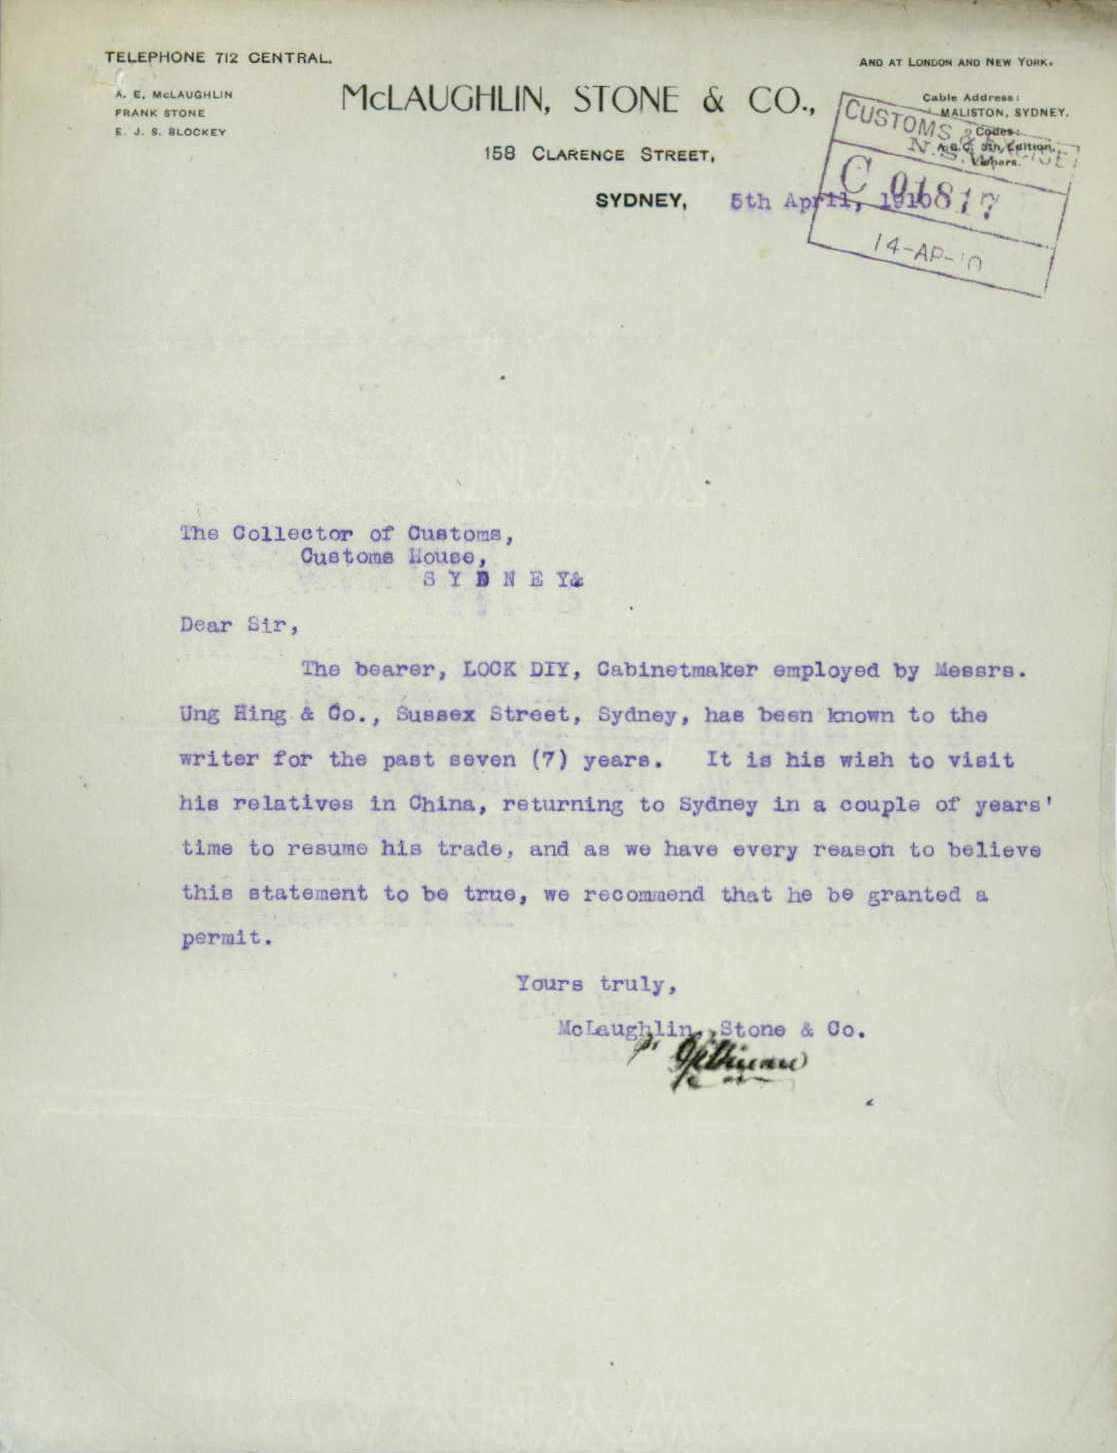 TELEPHONE 712 CENTRAL.
AND AT LONDON AND NEW YORK.
A. E. McLAUGHLIN
FRANK STONE
E. J. S. BLOCKEY
McLAUGHLIN, STONE & CO.,
Cable Address:
MALISTON, SYDNEY.
Codes:
A.B.C. 5th Edition.
158 CLARENCE STREET,
SYDNEY, 5th April, 1910
CUSTOMS &
N.S.W.
C 01817
14-AP-10
The Collector of Customs,
Customs House,
S Y D N E Y&
Dear Sir,
The bearer, LOCK DIY, Cabinetmaker employed by Messrs.
Ung Hing & Co., Sussex Street, Sydney, has been known to the
writer for the past seven (7) years. It is his wish to visit
his relatives in China, returning to Sydney in a couple of years'
time to resume his trade, and as we have every reason to believe
this statement to be true, we recommend that he be granted a
permit.
Yours truly,
McLaughlin, Stone & Co.